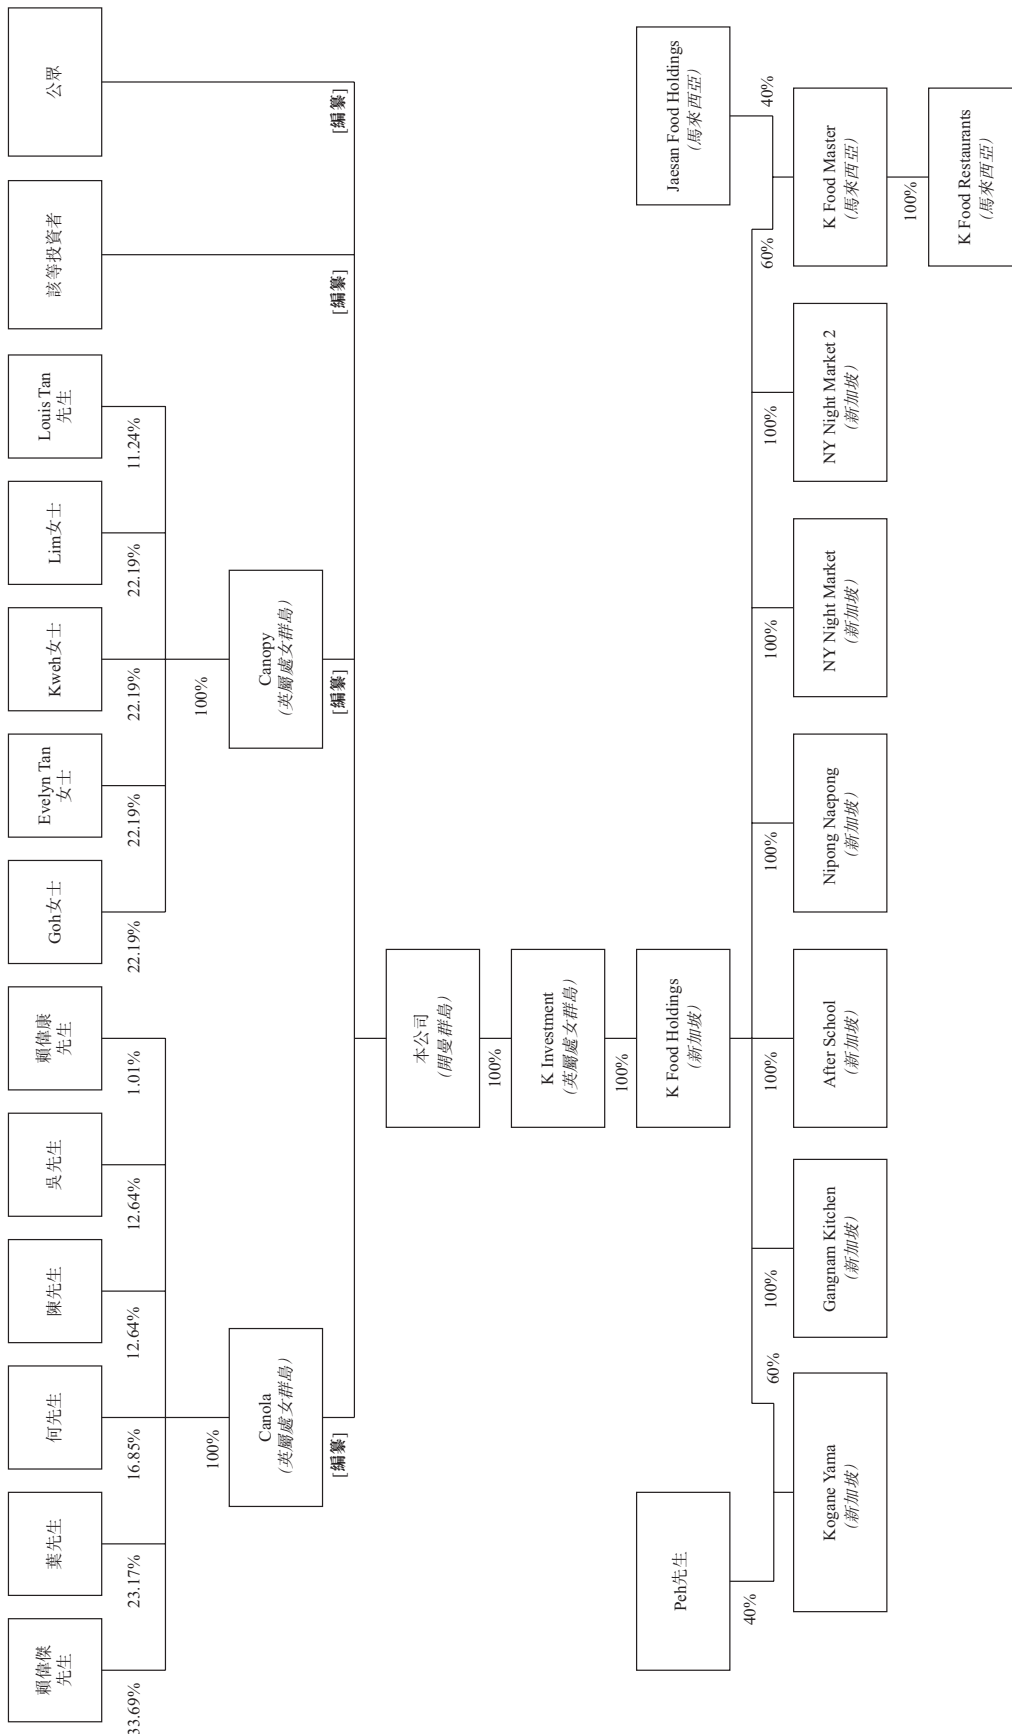 賴偉傑
先生
葉先生
何先生
陳先生
吳先生
賴偉康
先生
Goh女士
Evelyn Tan
女士
Kweh女士
Lim女士
Louis Tan
先生
該等投資者
公眾
33.69%
23.17%
16.85%
12.64%
12.64%
1.01%
22.19%
22.19%
22.19%
22.19%
11.24%
100%
100%
Canola
(英屬處女群島)
Canopy
(英屬處女群島)
[編纂]
[編纂]
[編纂]
[編纂]
本公司
(開曼群島)
100%
K Investment
(英屬處女群島)
100%
Peh先生
K Food Holdings
(新加坡)
Jaesan Food Holdings
(馬來西亞)
40%
60%
100%
100%
100%
100%
100%
60%
40%
Kogane Yama
(新加坡)
Gangnam Kitchen
(新加坡)
After School
(新加坡)
Nipong Naepong
(新加坡)
NY Night Market
(新加坡)
NY Night Market 2
(新加坡)
K Food Master
(馬來西亞)
100%
K Food Restaurants
(馬來西亞)